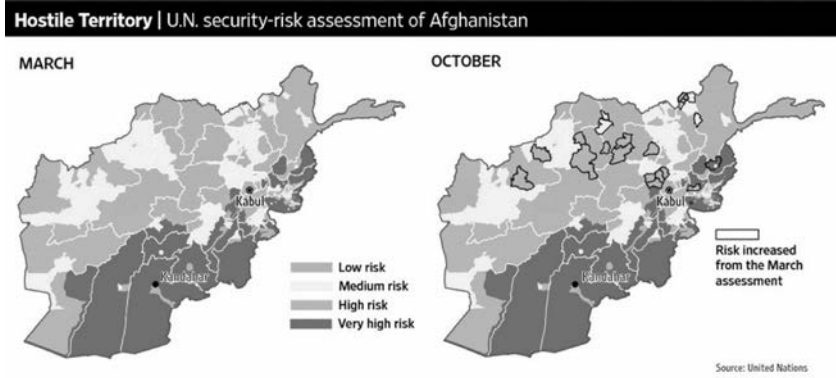 Hostile Territory | U.N. security-risk assessment of Afghanistan
MARCH
Kabul
Kandahar
Low risk
Medium risk
High risk
Very high risk
OCTOBER
Kabul
Kandahar
Risk increased
from the March
assessment
Source: United Nations